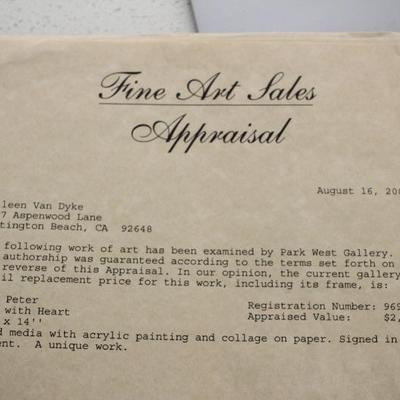 Fine Art Sales
Appraisal
August 16, 200
leen Van Dyke
7 Aspenwood Lane
tington Beach, CA 92648
following work of art has been examined by Park West Gallery.
authorship was guaranteed according to the terms set forth on
reverse of this Appraisal. In our opinion, the current gallery
il replacement price for this work, including its frame, is:
Peter
Registration Number: 969
with Heart
Appraised Value: $2,
x 14''
d media with acrylic painting and collage on paper. Signed in
ent. A unique work.